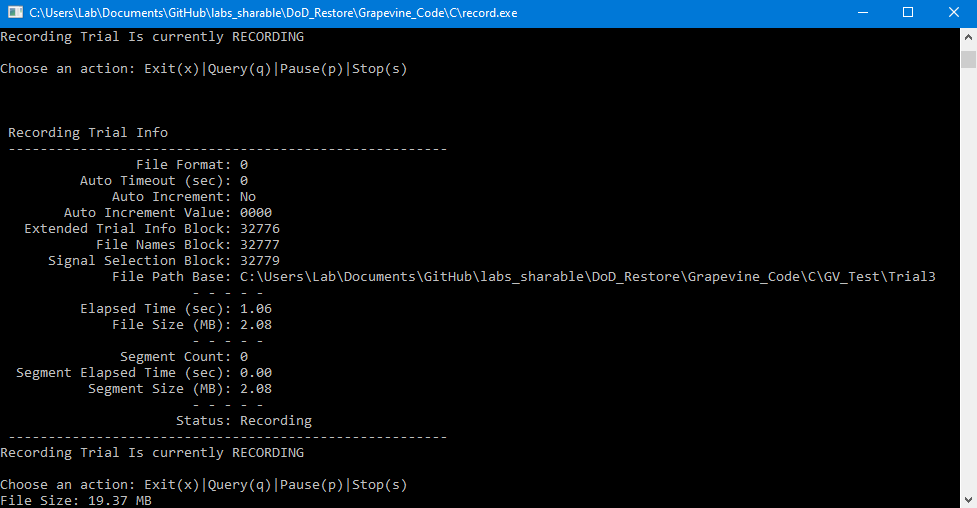 C:\Users\Lab\Documents\GitHub\labs_sharable\DoD_Restore\Grapevine_Code\C\record.exe
Recording Trial Is currently RECORDING
Choose an action: Exit(x)|Query(q)|Pause(p)|Stop(s)
Recording Trial Info
-------------------------------------------------------
File Format: 0
Auto Timeout (sec): 0
Auto Increment: No
Auto Increment Value: 0000
Extended Trial Info Block: 32776
File Names Block: 32777
Signal Selection Block: 32779
File Path Base: C:\Users\Lab\Documents\GitHub\labs_sharable\DoD_Restore\Grapevine_Code\C\GV_Test\Trial3
- - - - -
Elapsed Time (sec): 1.06
File Size (MB): 2.08
- - - - -
Segment Count: 0
Segment Elapsed Time (sec): 0.00
Segment Size (MB): 2.08
- - - - -
Status: Recording
-------------------------------------------------------
Recording Trial Is currently RECORDING
Choose an action: Exit(x)|Query(q)|Pause(p)|Stop(s)
File Size: 19.37 MB